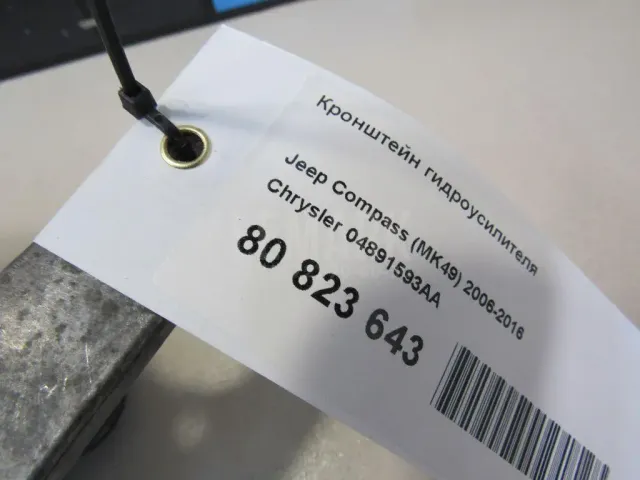 Кронштейн гидроусилителя
Jeep Compass (MK49) 2006-2016
Chrysler 04891593AA
80 823 643